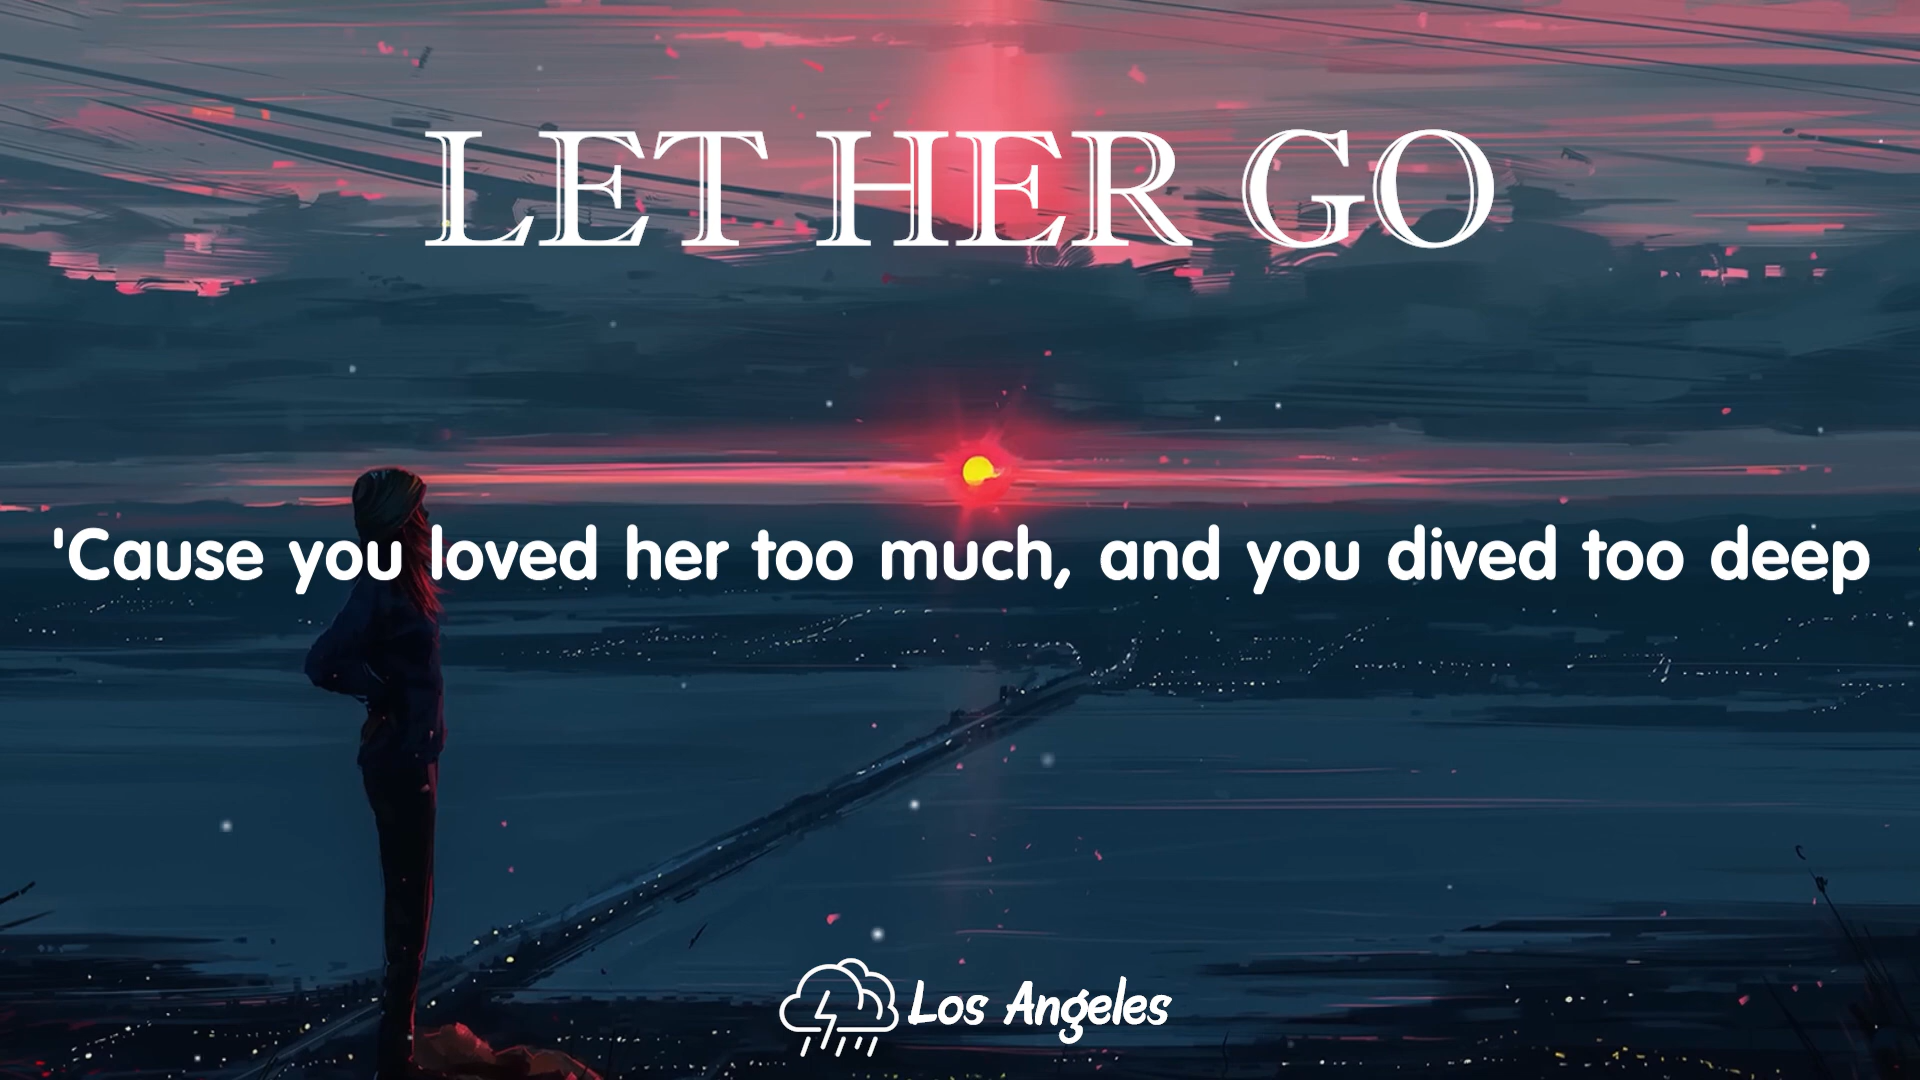 LET HER GO
'Cause you loved her too much, and you dived too deep
Los Angeles